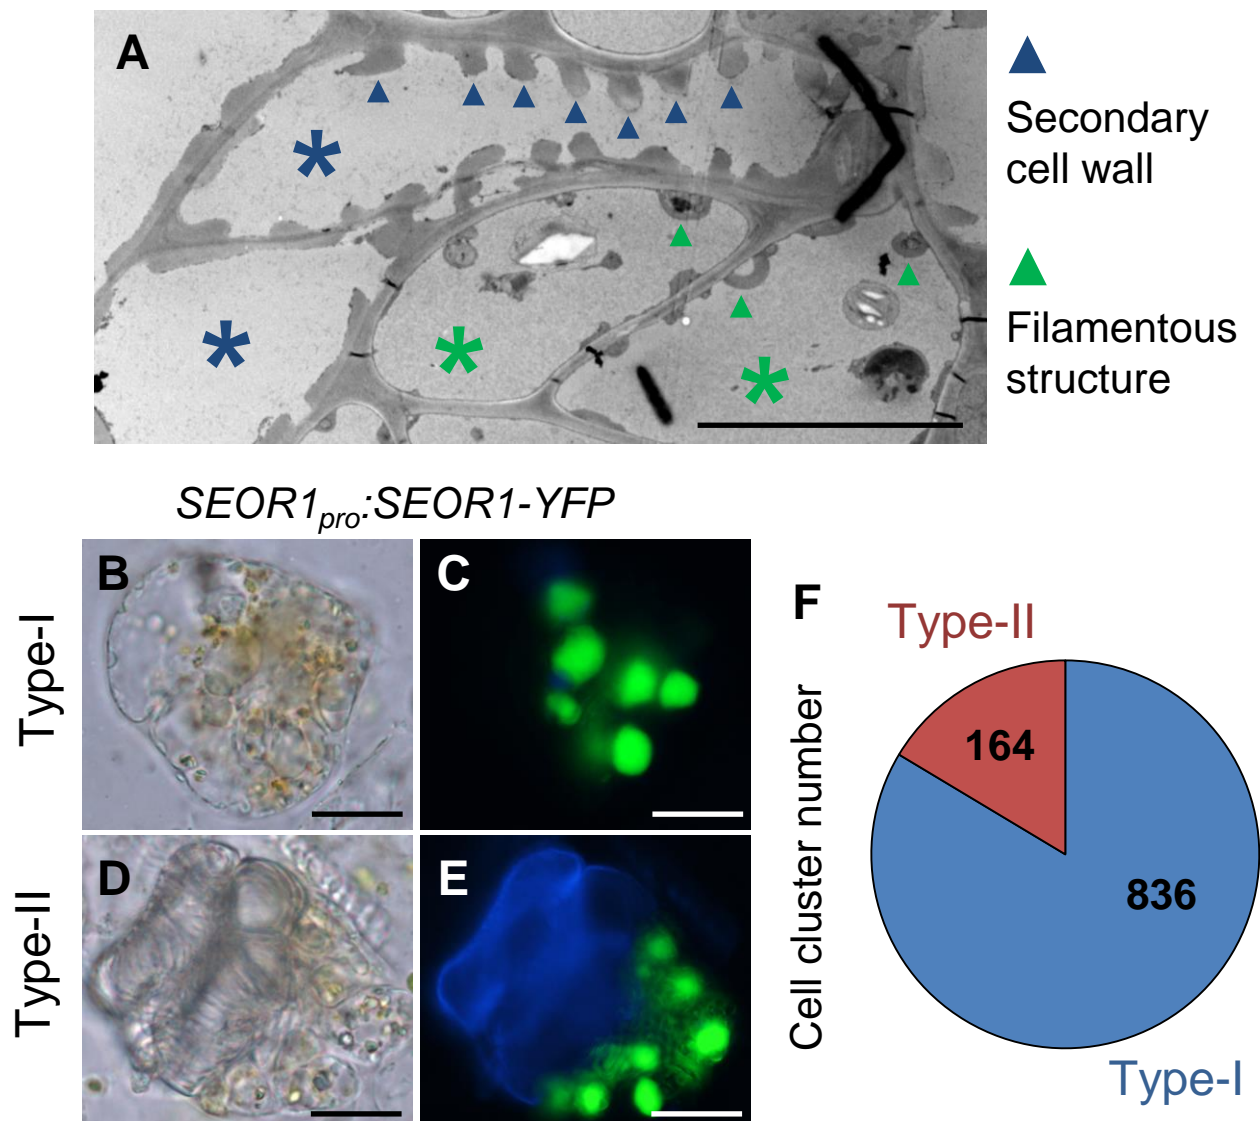 A
Secondary
cell wall
Filamentous
structure
SEOR1pro:SEOR1-YFP
Type-I
B
C
Type-II
D
E
F
Cell cluster number
Type-II
164
836
Type-I